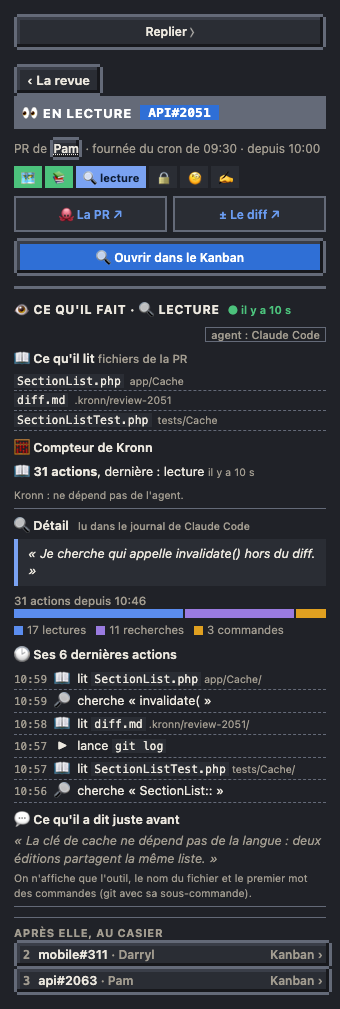 Replier ⟩
‹ La revue
👀 EN LECTURE API#2051
PR de Pam · fournée du cron de 09:30 · depuis 10:00
🔍 lecture
🐙 La PR ↗
± Le diff ↗
🔍 Ouvrir dans le Kanban
👁 CE QU'IL FAIT · 🔍 LECTURE ● il y a 10 s
agent : Claude Code
📖 Ce qu'il lit fichiers de la PR
SectionList.php app/Cache
diff.md .kronn/review-2051
SectionListTest.php tests/Cache
🧮 Compteur de Kronn
📖 31 actions, dernière : lecture il y a 10 s
Kronn : ne dépend pas de l'agent.
🔍 Détail lu dans le journal de Claude Code
« Je cherche qui appelle invalidate() hors du diff.
»
31 actions depuis 10:46
17 lectures 11 recherches 3 commandes
🕒 Ses 6 dernières actions
10:59 📖 lit SectionList.php app/Cache/
10:59 🔎 cherche « invalidate( »
10:58 📖 lit diff.md .kronn/review-2051/
10:57 ▶ lance git log
10:57 📖 lit SectionListTest.php tests/Cache/
10:56 🔎 cherche « SectionList:: »
💬 Ce qu'il a dit juste avant
« La clé de cache ne dépend pas de la langue : deux
éditions partagent la même liste. »
On n'affiche que l'outil, le nom du fichier et le premier mot
des commandes (git avec sa sous-commande).
APRÈS ELLE, AU CASIER
2 mobile#311 · Darryl Kanban ›
3 api#2063 · Pam Kanban ›